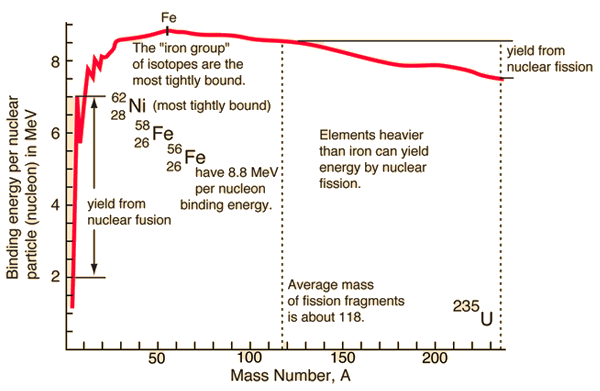 Fe
The "iron group"
of isotopes are the
most tightly bound.
62
28 Ni (most tightly bound)
58
26 Fe
56
26 Fe
have 8.8 MeV
per nucleon
binding energy.
yield from
nuclear fusion
yield from
nuclear fission
Elements heavier
than iron can yield
energy by nuclear
fission.
Average mass
of fission fragments
is about 118.
235 U
Binding energy per nuclear
particle (nucleon) in MeV
8
6
4
2
50 100 150 200
Mass Number, A